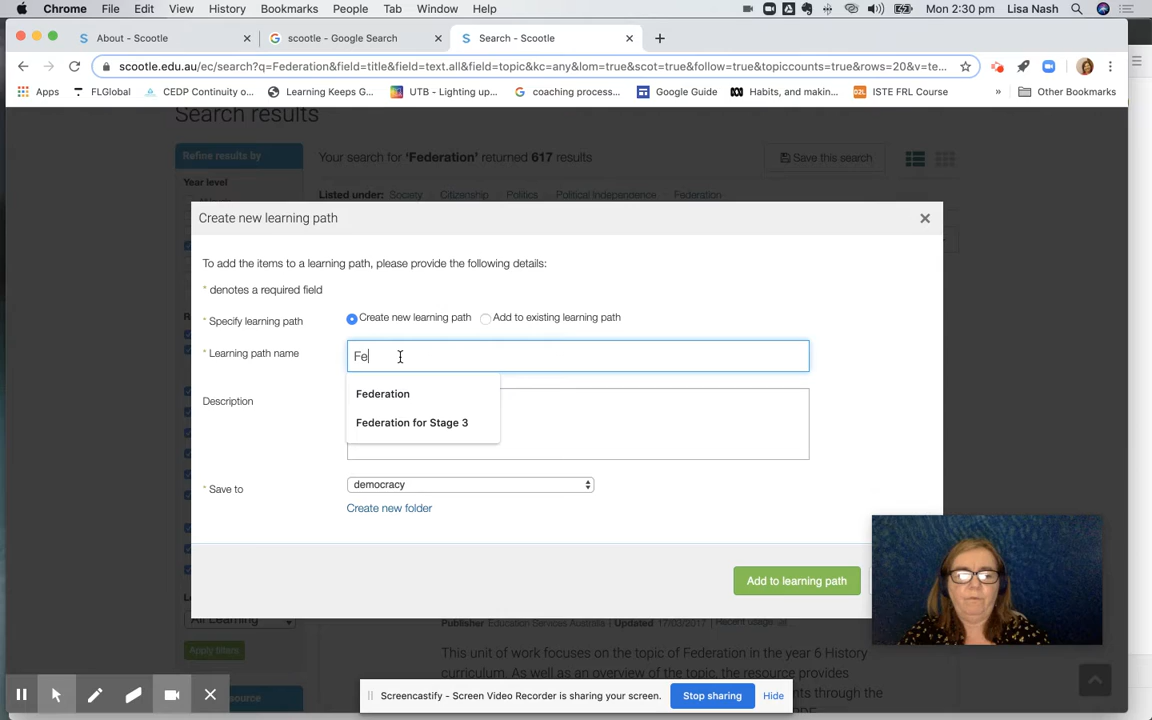 Chrome File Edit View History Bookmarks People Tab Window Help Mon 2:30 pm Lisa Nash
About - Scootle scootle - Google Search Search - Scootle
scootle.edu.au/ec/search?q=Federation&field=title&field=text.all&field=topic&kc=any&lom=true&scot=true&follow=true&topiccounts=true&rows=20&v=te...
Apps FLGlobal CEDP Continuity o... Learning Keeps G... UTB - Lighting up... coaching process... Google Guide Habits, and makin... ISTE FRL Course » Other Bookmarks
Search results
Refine results by
Your search for 'Federation' returned 617 results
Save this search
Year level
Listed under: Society Citizenship Politics Political independence Federation
Create new learning path
To add the items to a learning path, please provide the following details:
* denotes a required field
* Specify learning path Create new learning path Add to existing learning path
* Learning path name Fe
Federation
Federation for Stage 3
Description
* Save to democracy
Create new folder
Add to learning path
All Learning
Publisher Education Services Australia Updated 17/03/2017 Recent usage
Apply filters
This unit of work focuses on the topic of Federation in the year 6 History
curriculum. As well as an overview of the topic, the resource provides
Screencastify - Screen Video Recorder is sharing your screen. Stop sharing Hide